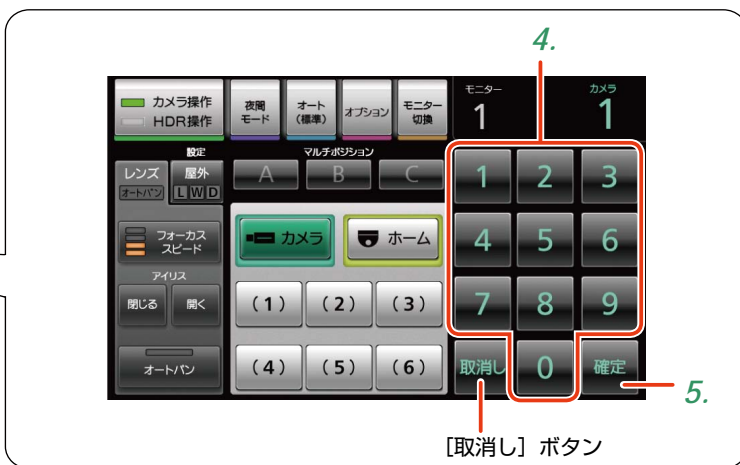 4.
カメラ操作
HDR操作
夜間
モード
オート
(標準)
オプション
モニター
切換
モニター
1
カメラ
1
設定
マルチポジション
レンズ
オートパン
屋外
L W D
A B C
1 2 3
フォーカス
スピード
カメラ
ホーム
4 5 6
アイリス
閉じる 開く
(1) (2) (3)
7 8 9
オートパン
(4) (5) (6)
取消し 0 確定
5.
[取消し] ボタン